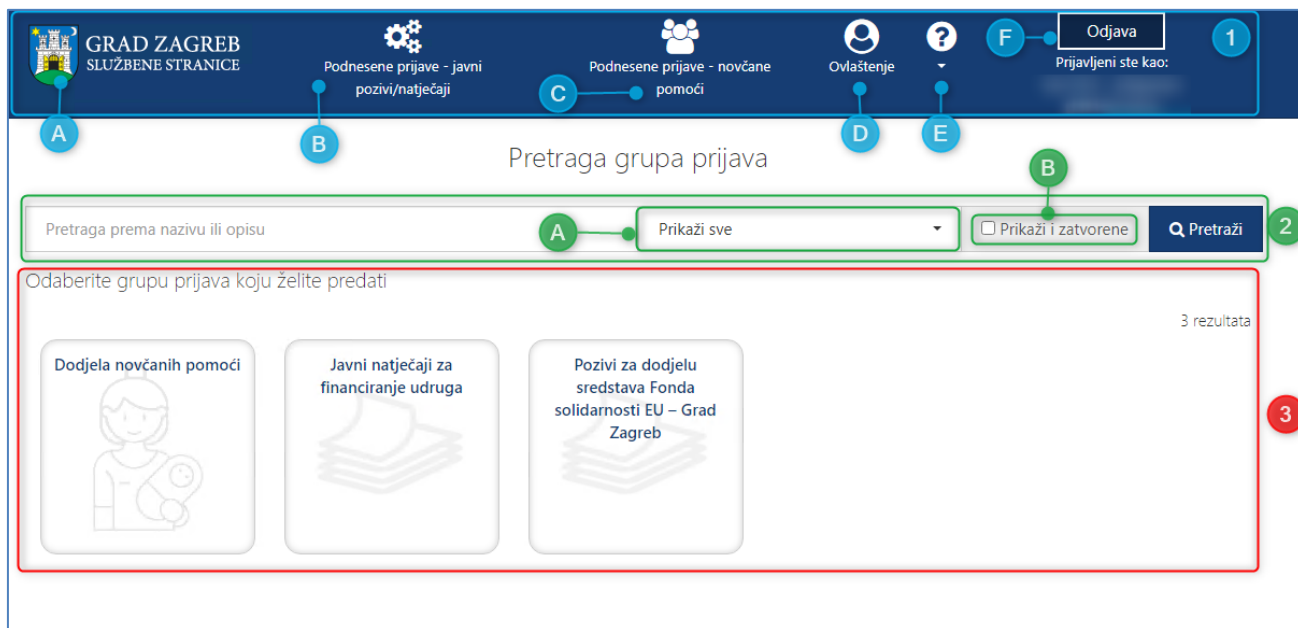 GRAD ZAGREB
SLUŽBENE STRANICE
A
Podnesene prijave - javni
pozivi/natječaji
B
Podnesene prijave - novčane
pomoći
C
Ovlaštenje
D
E
F
Odjava
Prijavljeni ste kao:
1
Pretraga grupa prijava
Pretraga prema nazivu ili opisu
A
Prikaži sve
B
Prikaži i zatvorene
Pretraži
2
Odaberite grupu prijava koju želite predati
3 rezultata
Dodjela novčanih pomoći
Javni natječaji za
financiranje udruga
Pozivi za dodjelu
sredstava Fonda
solidarnosti EU – Grad
Zagreb
3